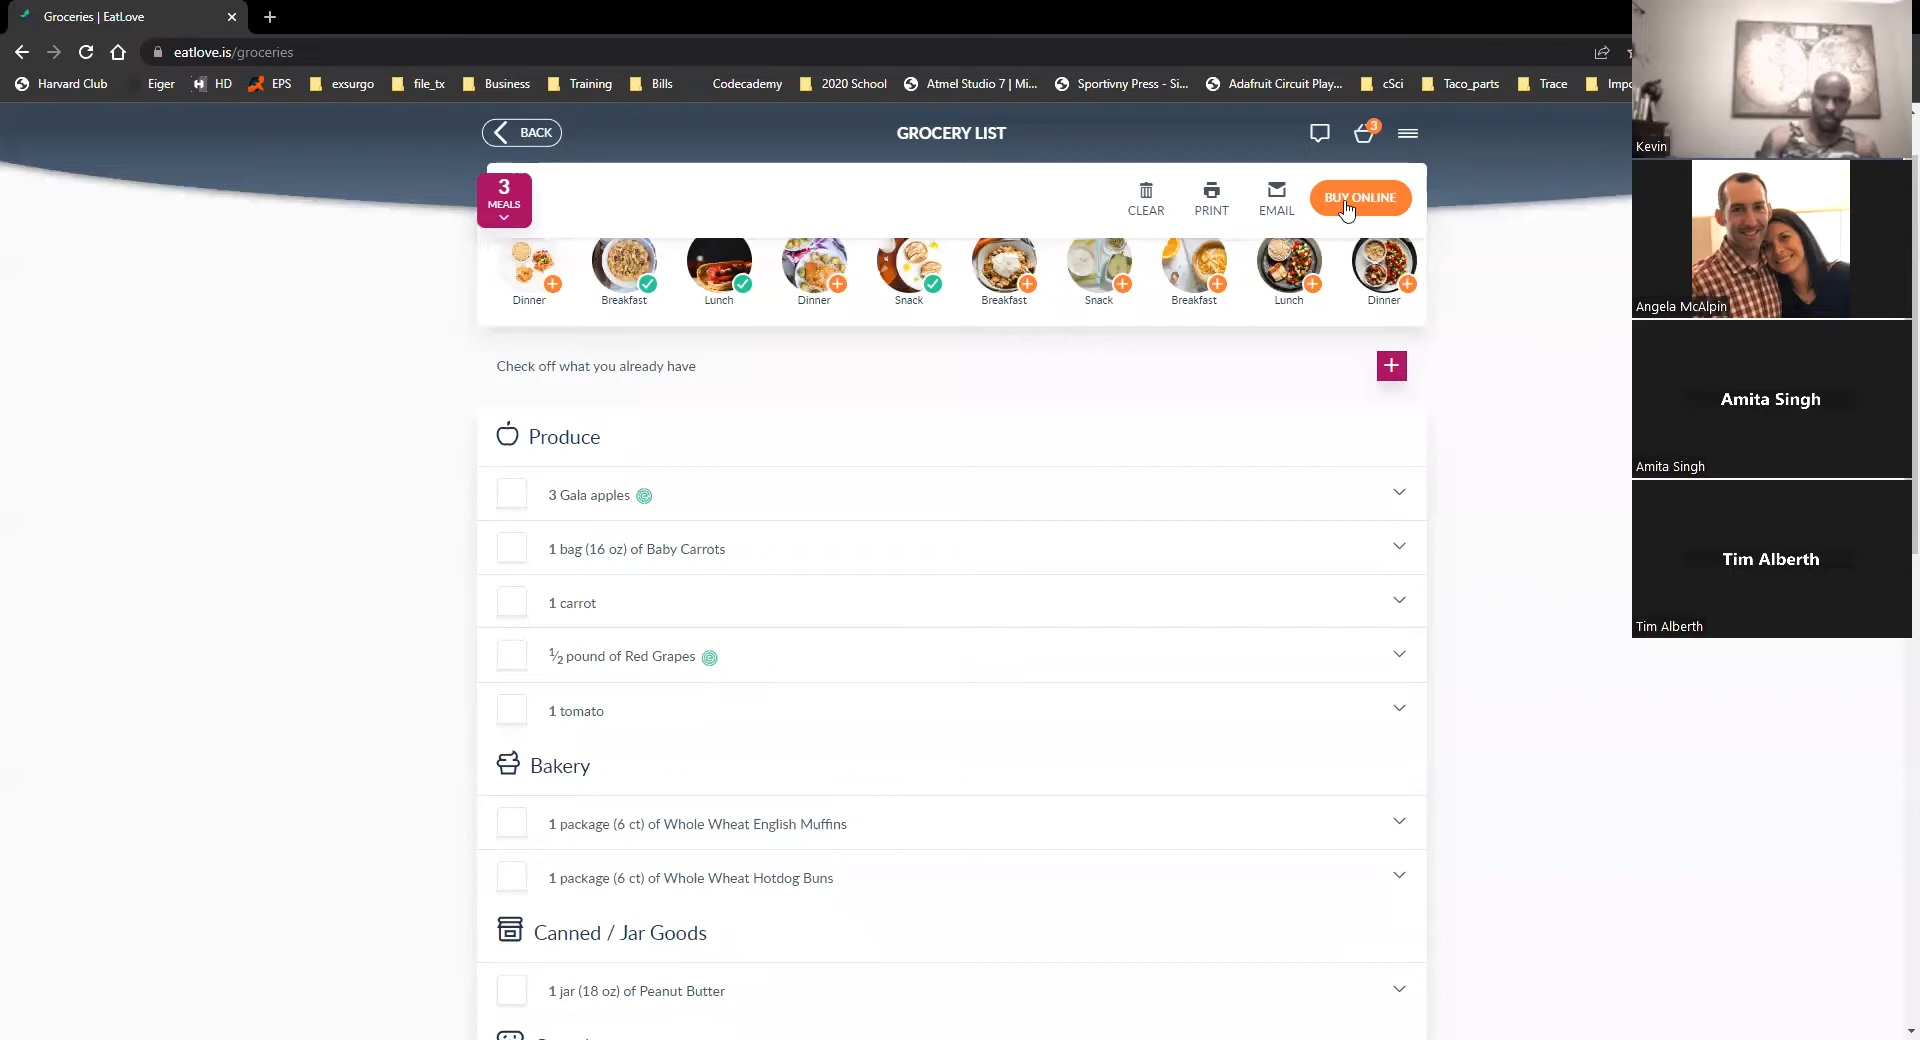 Groceries | EatLove
eatlove.is/groceries
Harvard Club Eiger HD EPS exsurgo file_tx Business Training Bills Codecademy 2020 School Atmel Studio 7 | Mi... Sportivny Press - Si... Adafruit Circuit Play... cSci Taco_parts Trace Impo
BACK
GROCERY LIST
3
3
MEALS
CLEAR PRINT EMAIL BUY ONLINE
Dinner Breakfast Lunch Dinner Snack Breakfast Snack Breakfast Lunch Dinner
Check off what you already have
Produce
3 Gala apples
1 bag (16 oz) of Baby Carrots
1 carrot
1/2 pound of Red Grapes
1 tomato
Bakery
1 package (6 ct) of Whole Wheat English Muffins
1 package (6 ct) of Whole Wheat Hotdog Buns
Canned / Jar Goods
1 jar (18 oz) of Peanut Butter
Kevin
Angela McAlpin
Amita Singh
Amita Singh
Tim Alberth
Tim Alberth